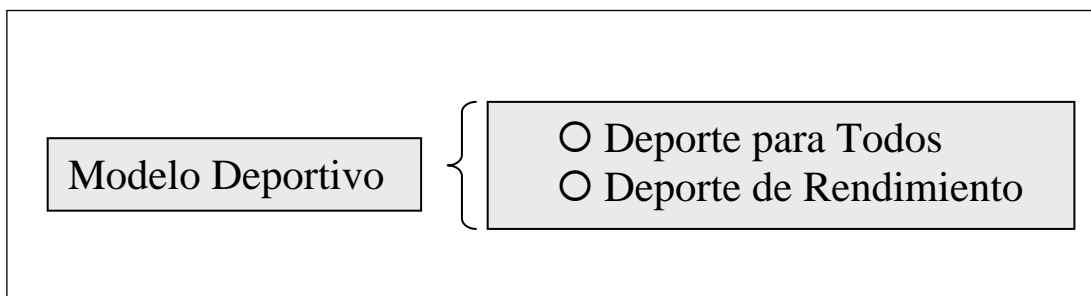 Modelo Deportivo
○ Deporte para Todos
○ Deporte de Rendimiento